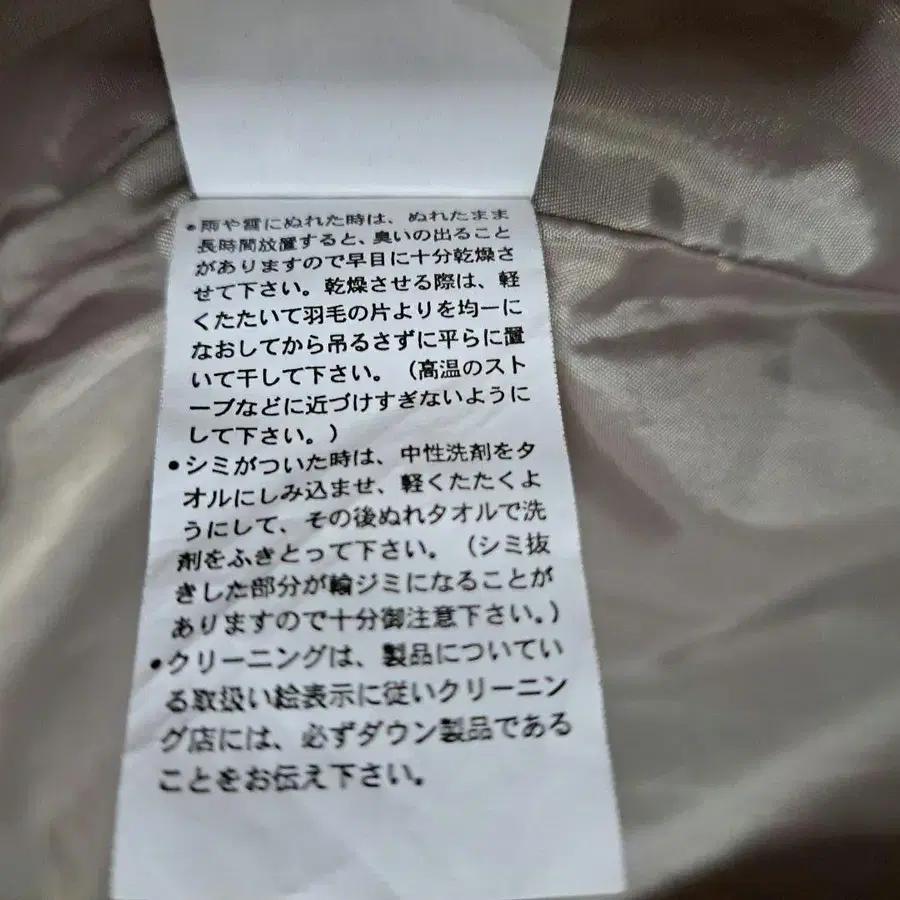 ●雨や雪にぬれた時は、ぬれたまま
長時間放置すると、臭いの出ること
がありますので早目に十分乾燥さ
せて下さい。乾燥させる際は、軽
くたたいて羽毛の片よりを均一に
なおしてから吊るさずに平らに置
いて干して下さい。（高温のスト
ーブなどに近づけすぎないように
して下さい。）
●シミがついた時は、中性洗剤をタ
オルにしみ込ませ、軽くたたくよ
うにして、その後ぬれタオルで洗
剤をふきとって下さい。（シミ抜
きした部分が輪ジミになることが
ありますので十分御注意下さい。）
●クリーニングは、製品についてい
る取扱い絵表示に従いクリーニン
グ店には、必ずダウン製品である
ことをお伝え下さい。